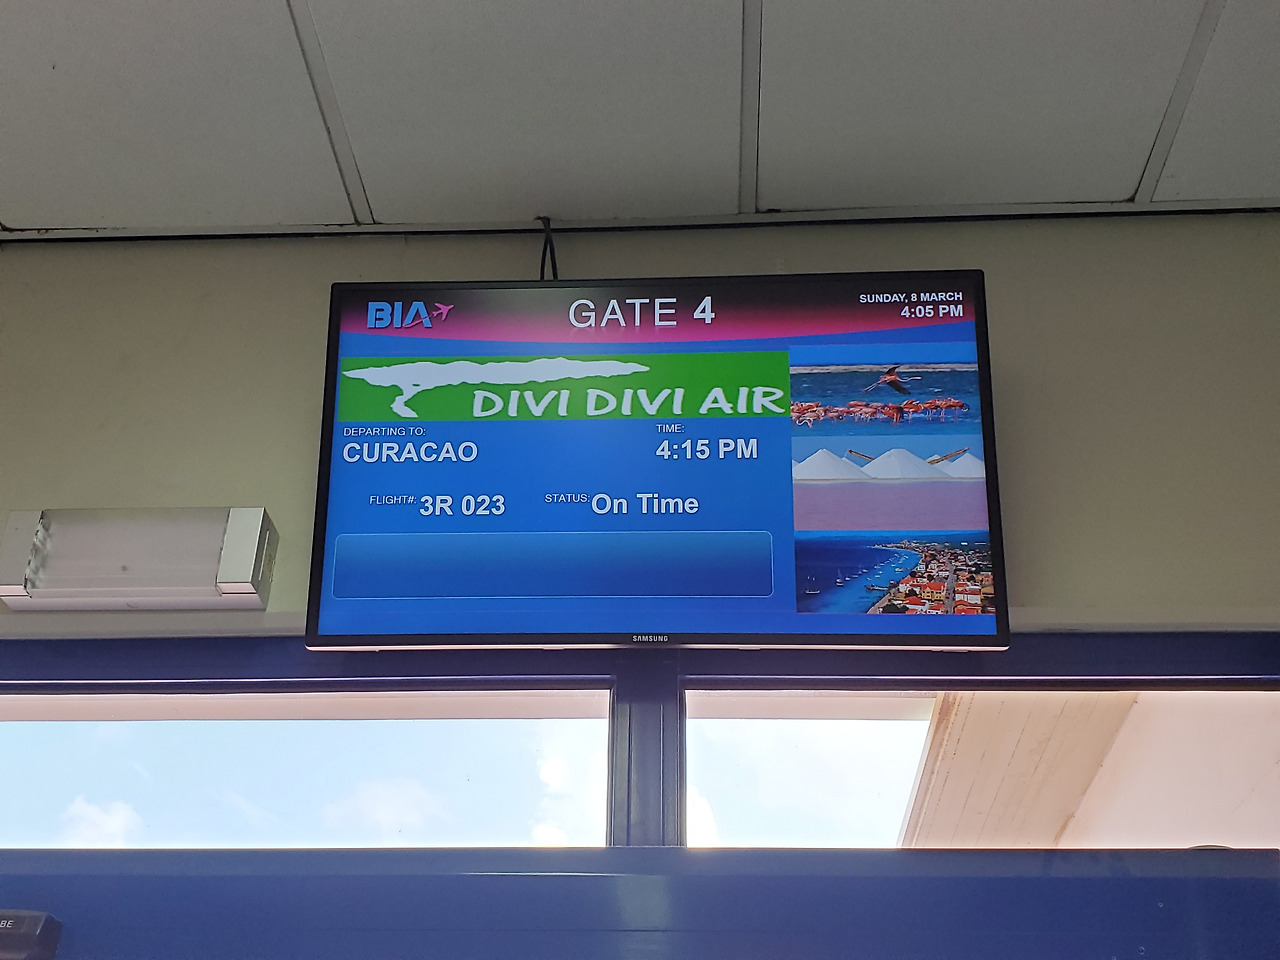 BIA
GATE 4
SUNDAY, 8 MARCH
4:05 PM
DIVI DIVI AIR
DEPARTING TO:
CURACAO
TIME:
4:15 PM
FLIGHT#: 3R 023
STATUS: On Time
SAMSUNG
BE